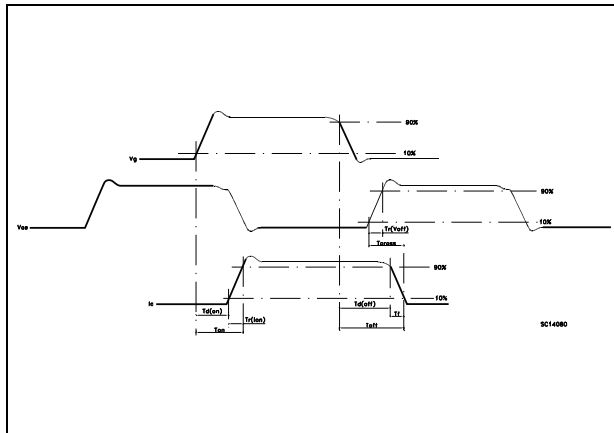 90%
Vg
10%
90%
Vce
10%
Tr(Voff)
Tcross
90%
Ic
10%
Td(on)
Td(off)
Tf
Tr(Ion)
Ton
Toff
SC14080